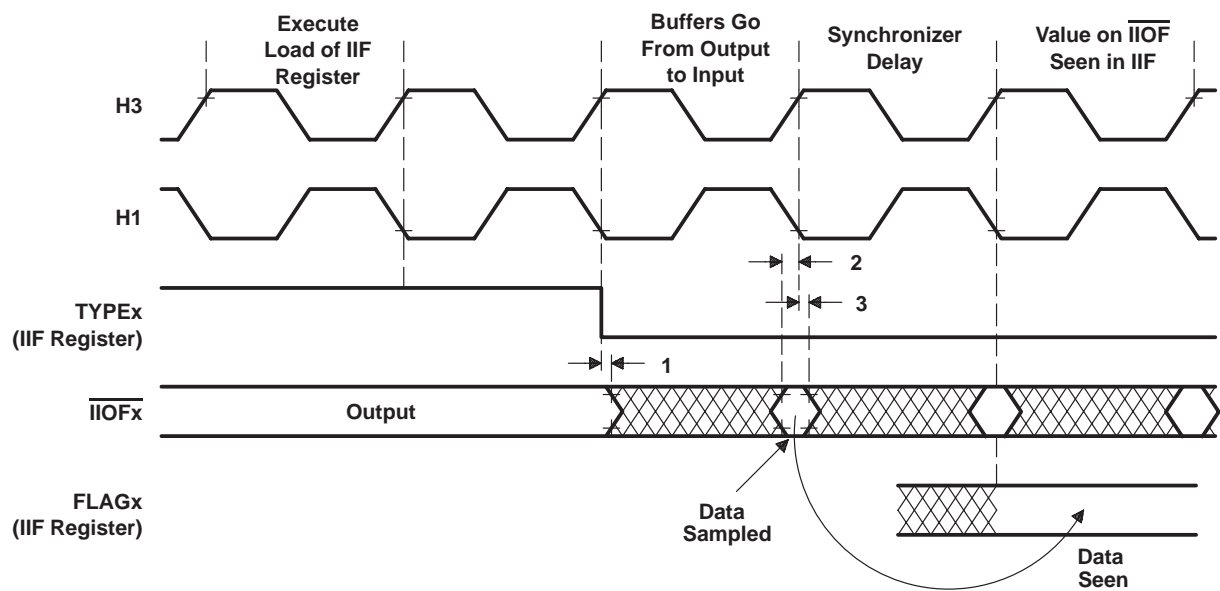 Execute
Load of IIF
Register
Buffers Go
From Output
to Input
Synchronizer
Delay
Value on IIOF
Seen in IIF
H3
H1
2
3
TYPEx
(IIF Register)
1
IIOFx
Output
FLAGx
(IIF Register)
Data
Sampled
Data
Seen